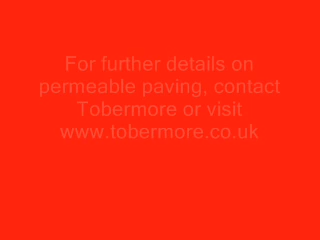 For further details on
permeable paving, contact
Tobermore or visit
www.tobermore.co.uk